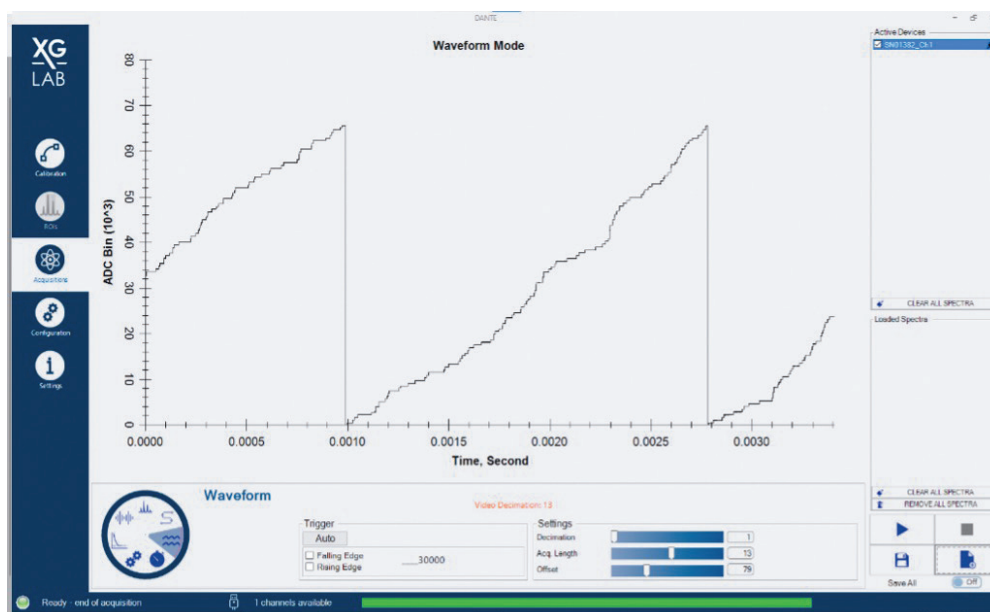 DANTE
XG
LAB
Calibration
ROIs
Acquisitions
Configuration
Settings
Waveform Mode
80
70
60
50
40
30
20
10
0
ADC Bin (10^3)
0.0000 0.0005 0.0010 0.0015 0.0020 0.0025 0.0030
Time, Second
Active Devices
SN01382_Ch1
CLEAR ALL SPECTRA
Loaded Spectra
CLEAR ALL SPECTRA
REMOVE ALL SPECTRA
Save All Off
Waveform
Video Decimation: 13
Trigger
Auto
Falling Edge
Rising Edge
___30000
Settings
Decimation 1
Acq. Length 13
Offset 79
Ready - end of acquisition 1 channels available